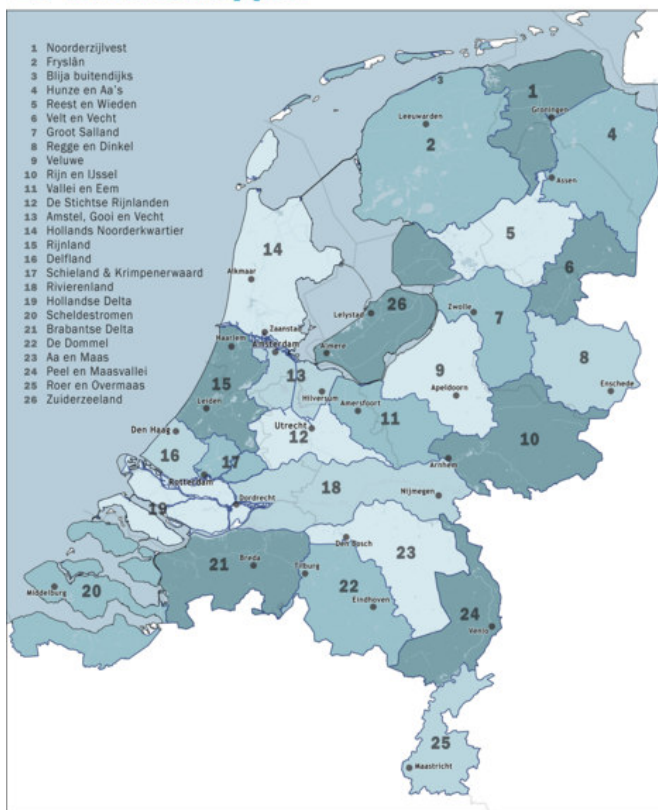 1 Noorderzijlvest
2 Fryslân
3 Blija buitendijks
4 Hunze en Aa's
5 Reest en Wieden
6 Velt en Vecht
7 Groot Salland
8 Regge en Dinkel
9 Veluwe
10 Rijn en IJssel
11 Vallei en Eem
12 De Stichtse Rijnlanden
13 Amstel, Gooi en Vecht
14 Hollands Noorderkwartier
15 Rijnland
16 Delfland
17 Schieland & Krimpenerwaard
18 Rivierenland
19 Hollandse Delta
20 Scheldestromen
21 Brabantse Delta
22 De Dommel
23 Aa en Maas
24 Peel en Maasvallei
25 Roer en Overmaas
26 Zuiderzeeland
3
1
Groningen
Leeuwarden
4
2
Assen
5
14
6
Alkmaar
26
Lelystad
Zwolle
7
Zaanstad
Haarlem
Amsterdam
Almere
8
9
13
15
Hilversum
Enschede
Apeldoorn
Leiden
Amersfoort
11
Den Haag
Utrecht
12
10
16
17
Arnhem
Rotterdam
18
Nijmegen
Dordrecht
19
Den Bosch
23
21
Breda
Tilburg
Middelburg
20
22
Eindhoven
24
Venlo
25
Maastricht